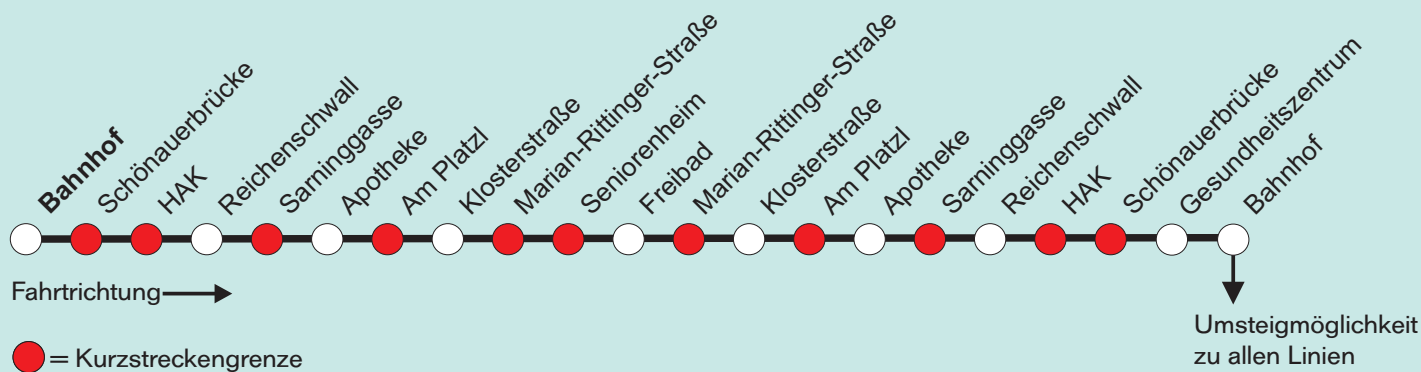 Bahnhof
Schönauerbrücke
HAK
Reichenschwall
Sarninggasse
Apotheke
Am Platzl
Klosterstraße
Marian-Rittinger-Straße
Seniorenheim
Freibad
Marian-Rittinger-Straße
Klosterstraße
Am Platzl
Apotheke
Sarninggasse
Reichenschwall
HAK
Schönauerbrücke
Gesundheitszentrum
Bahnhof
Fahrtrichtung
= Kurzstreckengrenze
Umsteigmöglichkeit
zu allen Linien